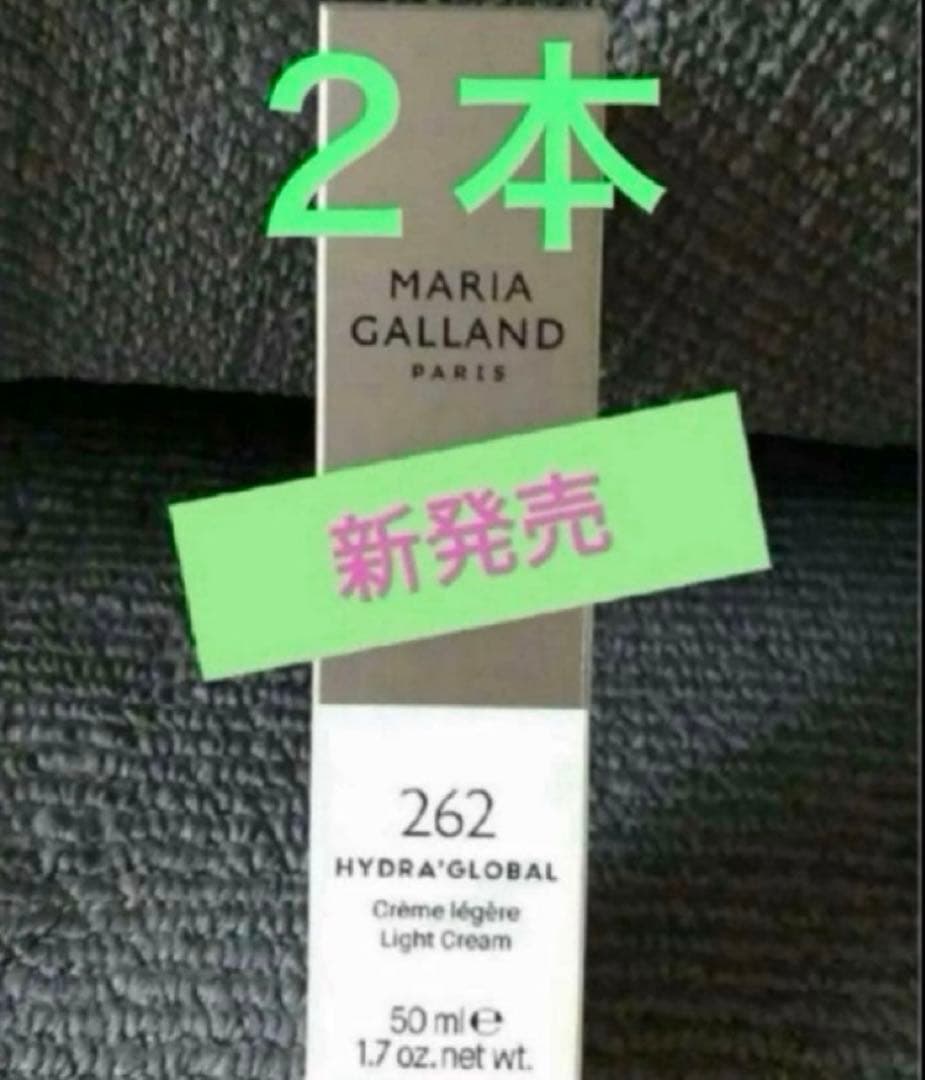 2本
MARIA
GALLAND
PARIS
新発売
262
HYDRA'GLOBAL
Crème légère
Light Cream
50 ml℮
1.7 oz.net wt.